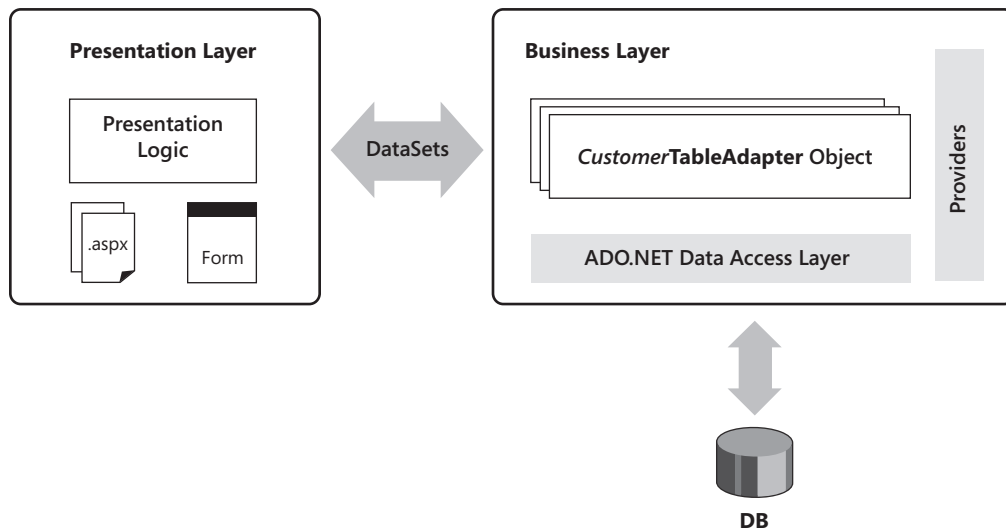 Presentation Layer
Presentation
Logic
.aspx
Form
DataSets
Business Layer
CustomerTableAdapter Object
ADO.NET Data Access Layer
Providers
DB